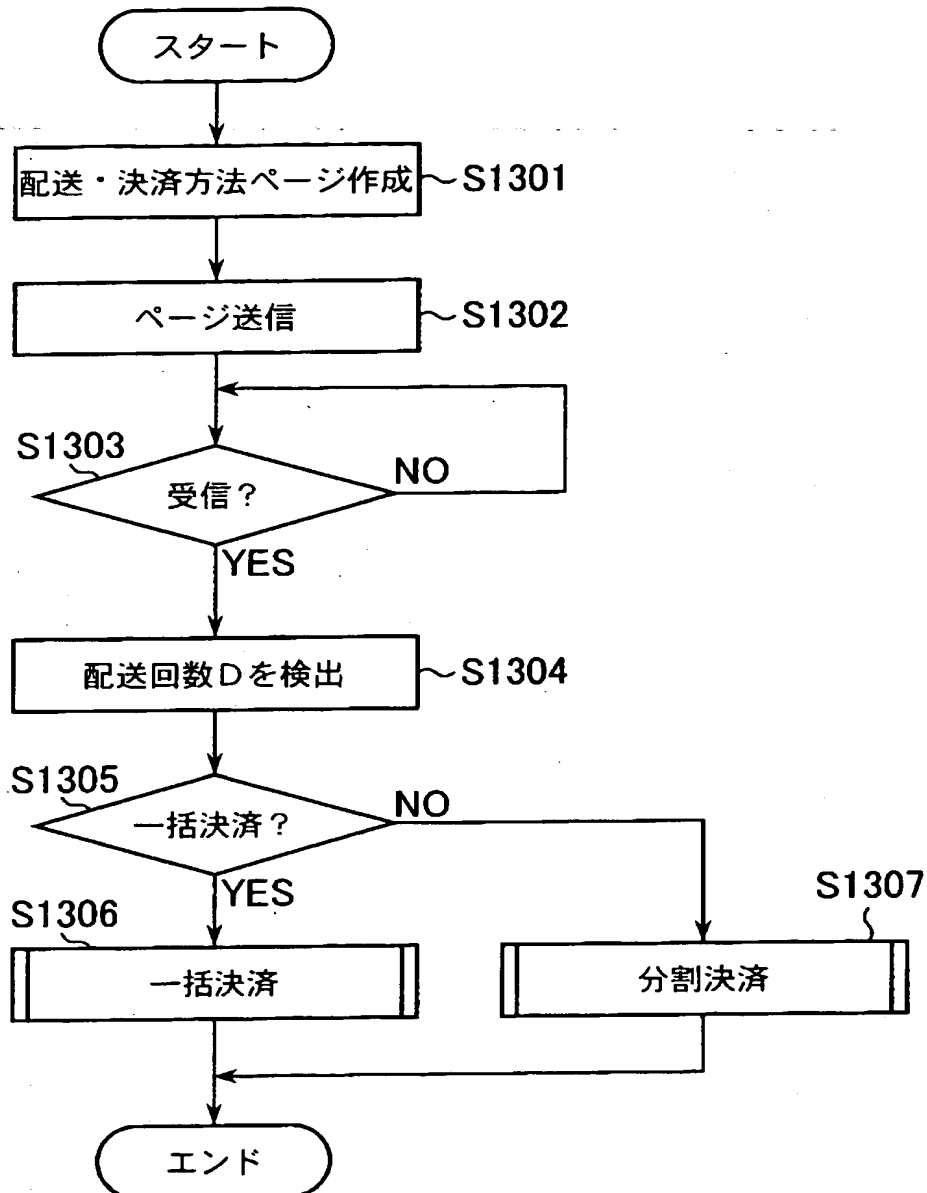 スタート
配送・決済方法ページ作成
S1301
ページ送信
S1302
S1303
受信？
NO
YES
配送回数Dを検出
S1304
S1305
一括決済？
NO
YES
S1306
一括決済
S1307
分割決済
エンド